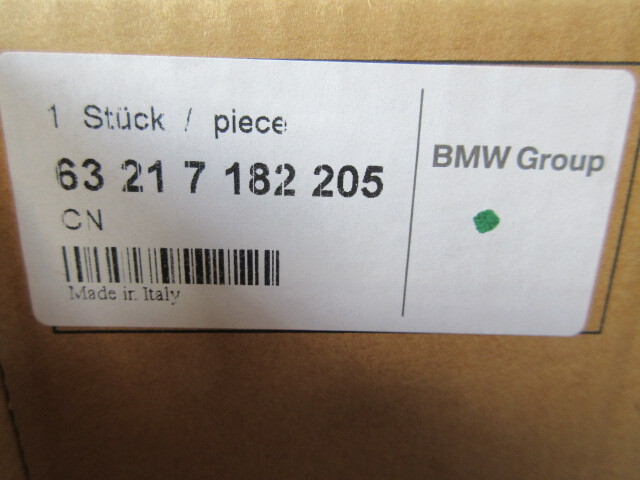 1 Stück / piece
63 21 7 182 205
CN
Made in Italy
BMW Group